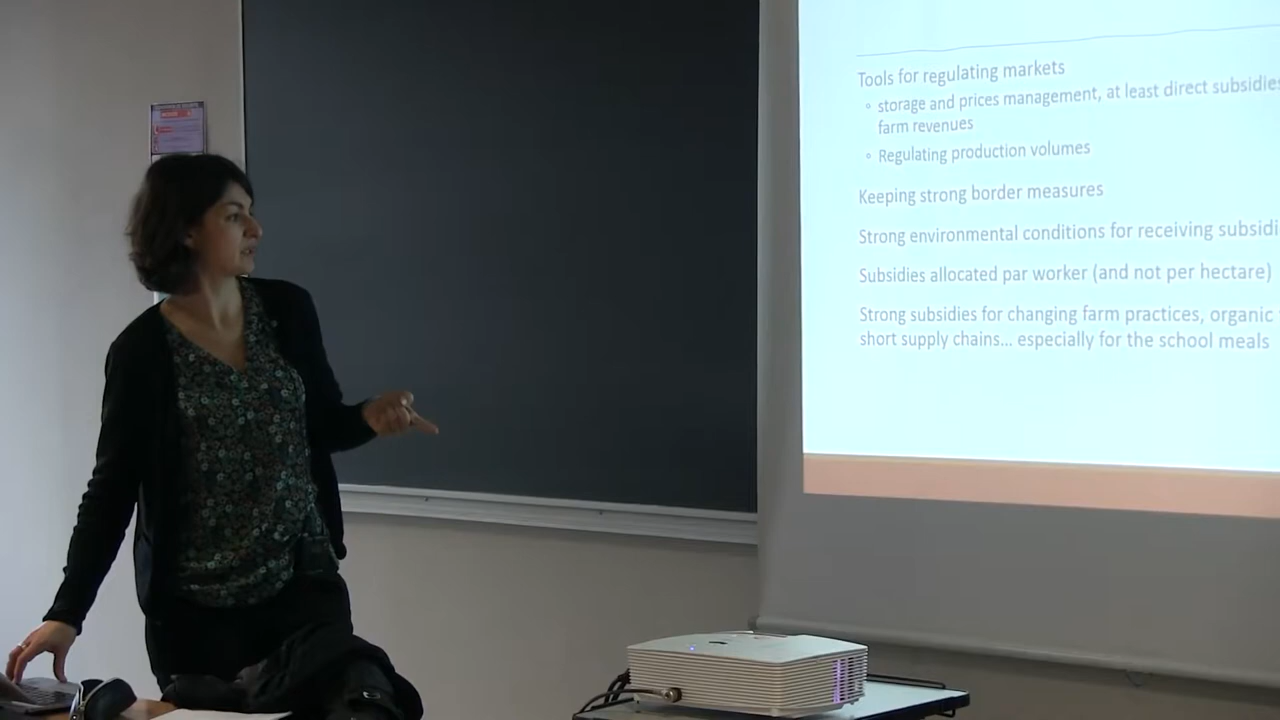 Tools for regulating markets
◦ storage and prices management, at least direct subsidies
farm revenues
◦ Regulating production volumes
Keeping strong border measures
Strong environmental conditions for receiving subsidi
Subsidies allocated par worker (and not per hectare)
Strong subsidies for changing farm practices, organic
short supply chains... especially for the school meals